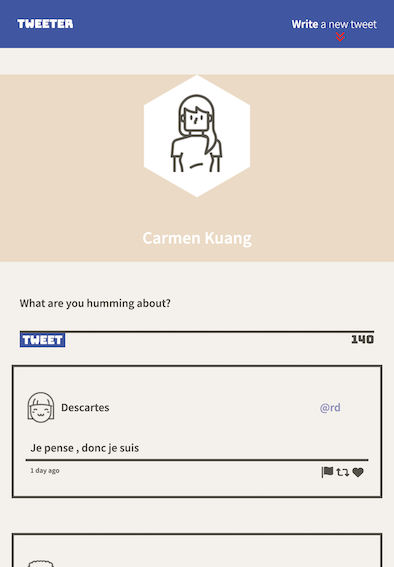 TWEETER
Write a new tweet
Carmen Kuang
What are you humming about?
TWEET 140
Descartes @rd
Je pense , donc je suis
1 day ago